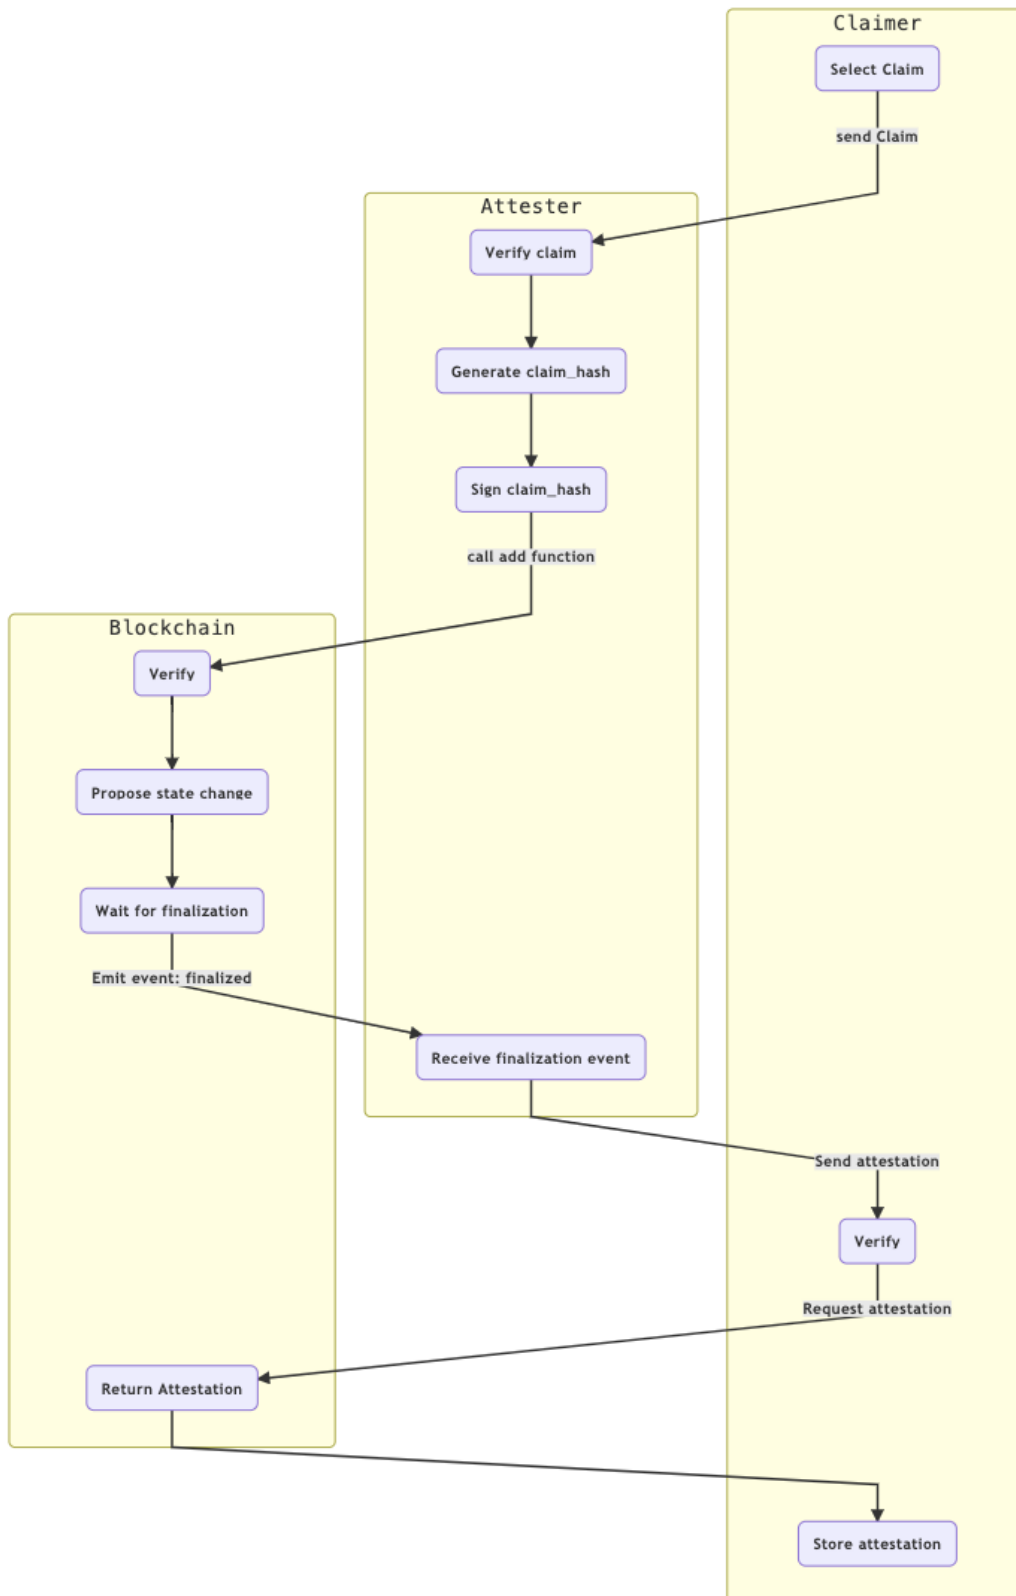 Claimer
Select Claim
send Claim
Attester
Verify claim
Generate claim_hash
Sign claim_hash
call add function
Blockchain
Verify
Propose state change
Wait for finalization
Emit event: finalized
Receive finalization event
Send attestation
Verify
Request attestation
Return Attestation
Store attestation